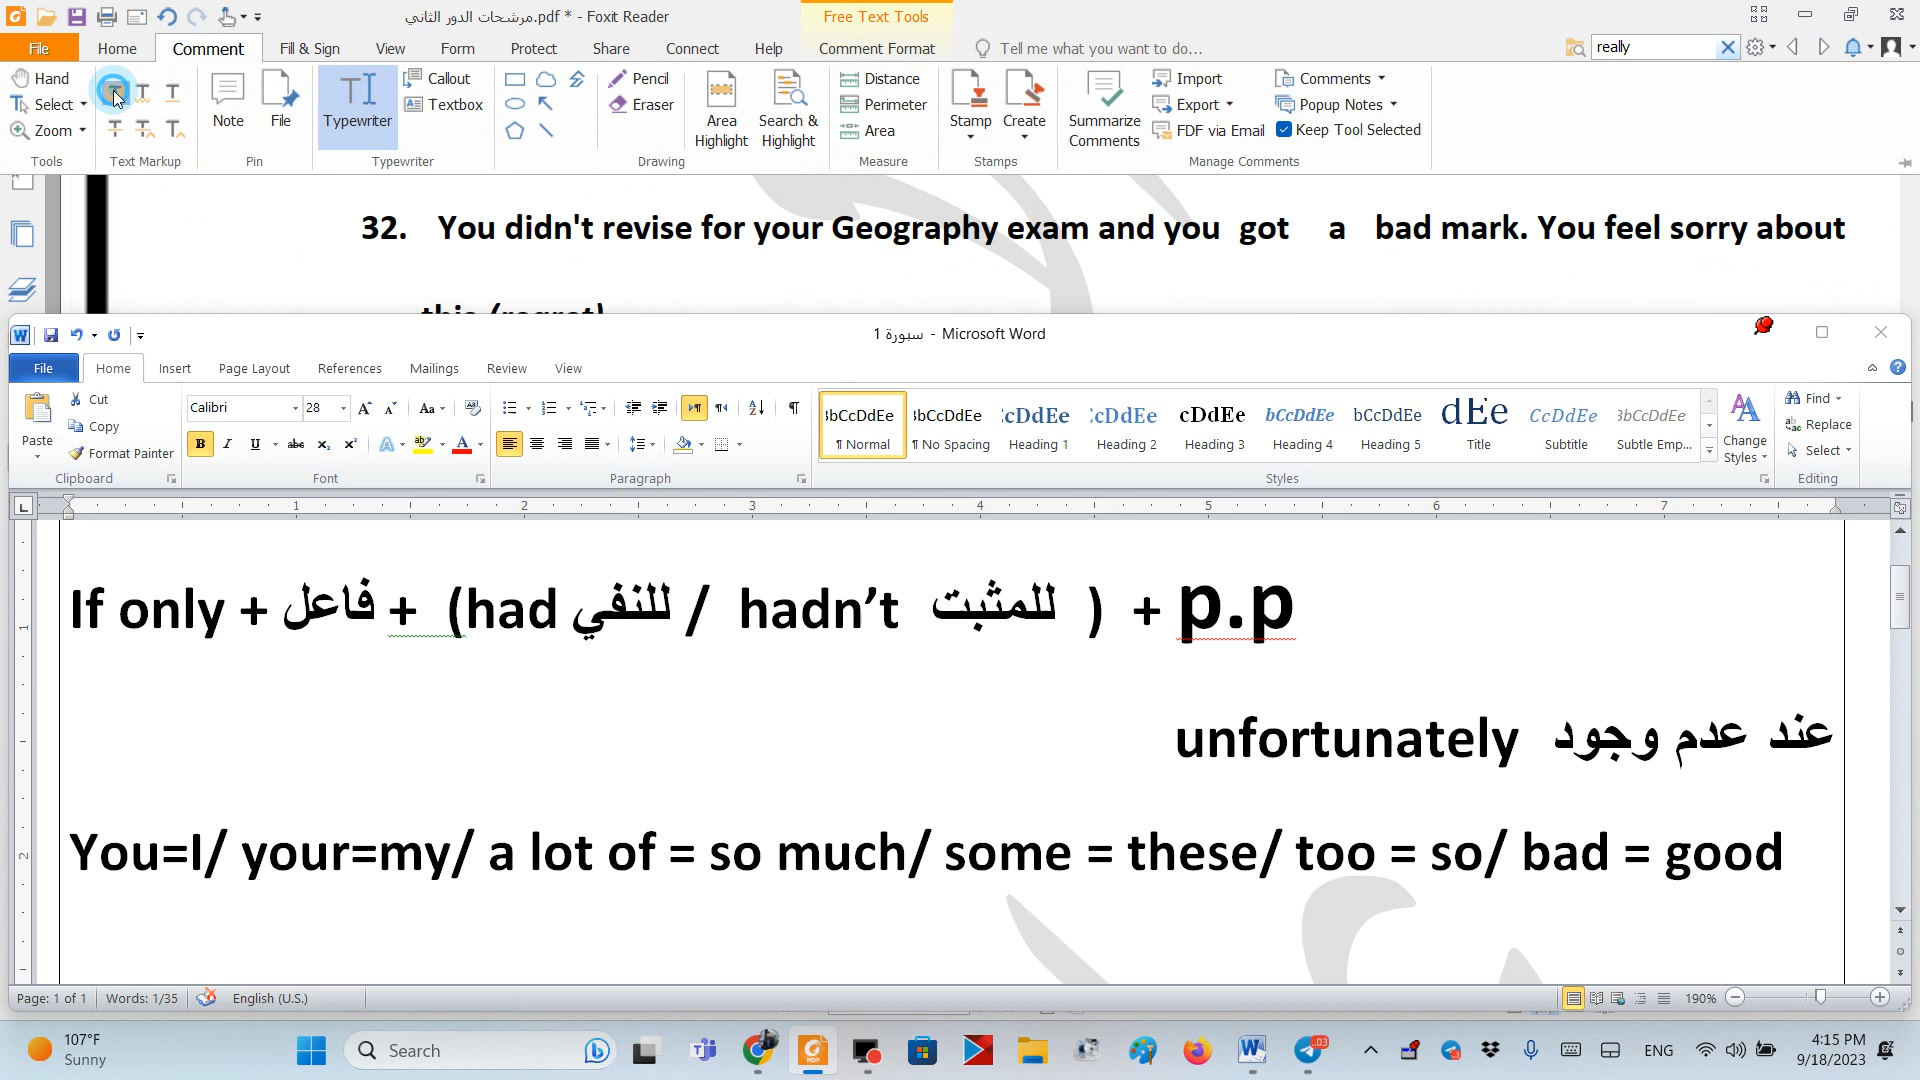 مرشحات الدور الثاني.pdf * - Foxit Reader
Free Text Tools
File Home Comment Fill & Sign View Form Protect Share Connect Help Comment Format Tell me what you want to do... really
Hand
Select
Zoom
Tools
Text Markup
Note
File
Pin
Typewriter
Callout
Textbox
Typewriter
Pencil
Eraser
Drawing
Area Highlight
Search & Highlight
Distance
Perimeter
Area
Measure
Stamp
Create
Stamps
Summarize Comments
Import
Export
FDF via Email
Comments
Popup Notes
Keep Tool Selected
Manage Comments
32. You didn't revise for your Geography exam and you got a bad mark. You feel sorry about
this (regret)
سبورة 1 - Microsoft Word
File Home Insert Page Layout References Mailings Review View
Paste
Cut
Copy
Format Painter
Clipboard
Calibri 28
Font
Paragraph
¶ Normal
¶ No Spacing
Heading 1
Heading 2
Heading 3
Heading 4
Heading 5
Title
Subtitle
Subtle Emp...
Styles
Change Styles
Find
Replace
Select
Editing
1 2 3 4 5 6 7
If only + فاعل + (had للنفي / hadn't للمثبت ) + p.p
عند عدم وجود unfortunately
You=I/ your=my/ a lot of = so much/ some = these/ too = so/ bad = good
Page: 1 of 1 Words: 1/35 English (U.S.) 190%
107°F
Sunny
Search
ENG
4:15 PM
9/18/2023